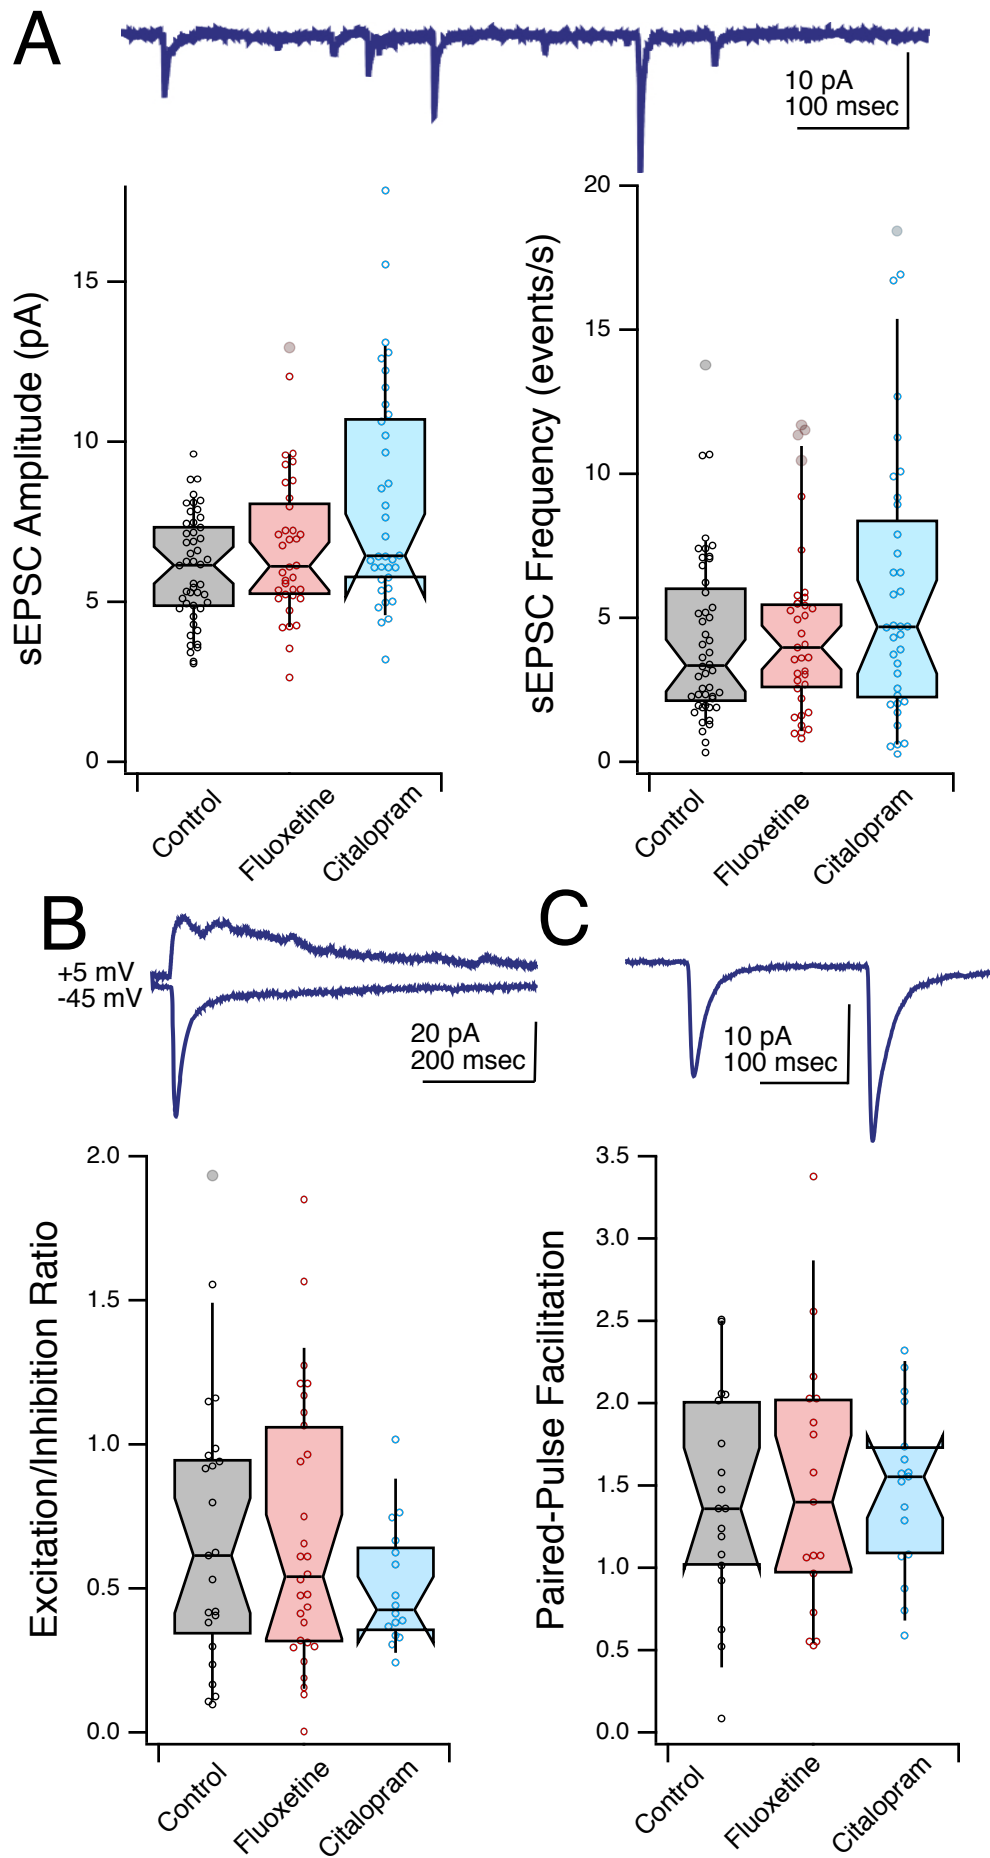 A
10 pA
100 msec
sEPSC Amplitude (pA)
15
10
5
0
Control
Fluoxetine
Citalopram
sEPSC Frequency (events/s)
20
15
10
5
0
Control
Fluoxetine
Citalopram
B
+5 mV
-45 mV
20 pA
200 msec
Excitation/Inhibition Ratio
2.0
1.5
1.0
0.5
0.0
Control
Fluoxetine
Citalopram
C
10 pA
100 msec
Paired-Pulse Facilitation
3.5
3.0
2.5
2.0
1.5
1.0
0.5
0.0
Control
Fluoxetine
Citalopram